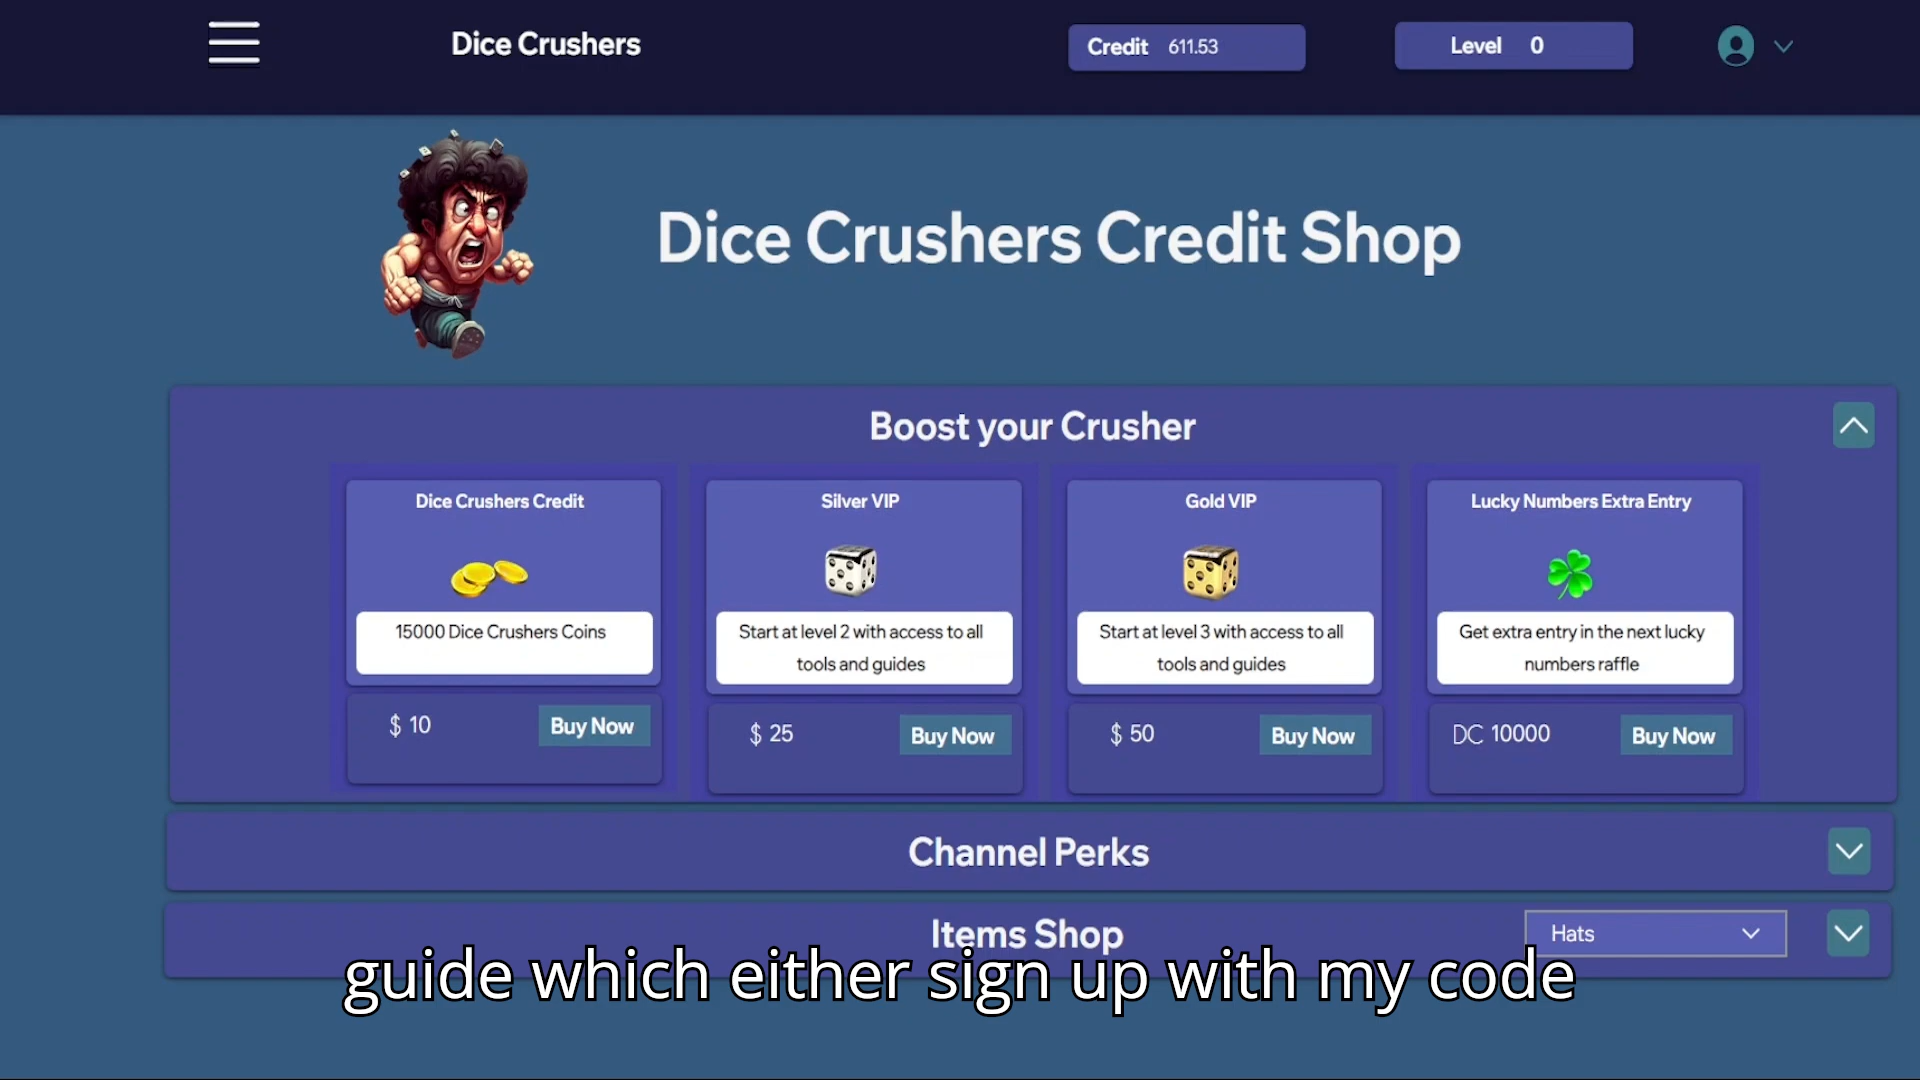 Dice Crushers
Credit 611.53
Level 0
Dice Crushers Credit Shop
Boost your Crusher
Dice Crushers Credit
15000 Dice Crushers Coins
$ 10
Buy Now
Silver VIP
Start at level 2 with access to all
tools and guides
$ 25
Buy Now
Gold VIP
Start at level 3 with access to all
tools and guides
$ 50
Buy Now
Lucky Numbers Extra Entry
Get extra entry in the next lucky
numbers raffle
DC 10000
Buy Now
Channel Perks
Items Shop
Hats
guide which either sign up with my code